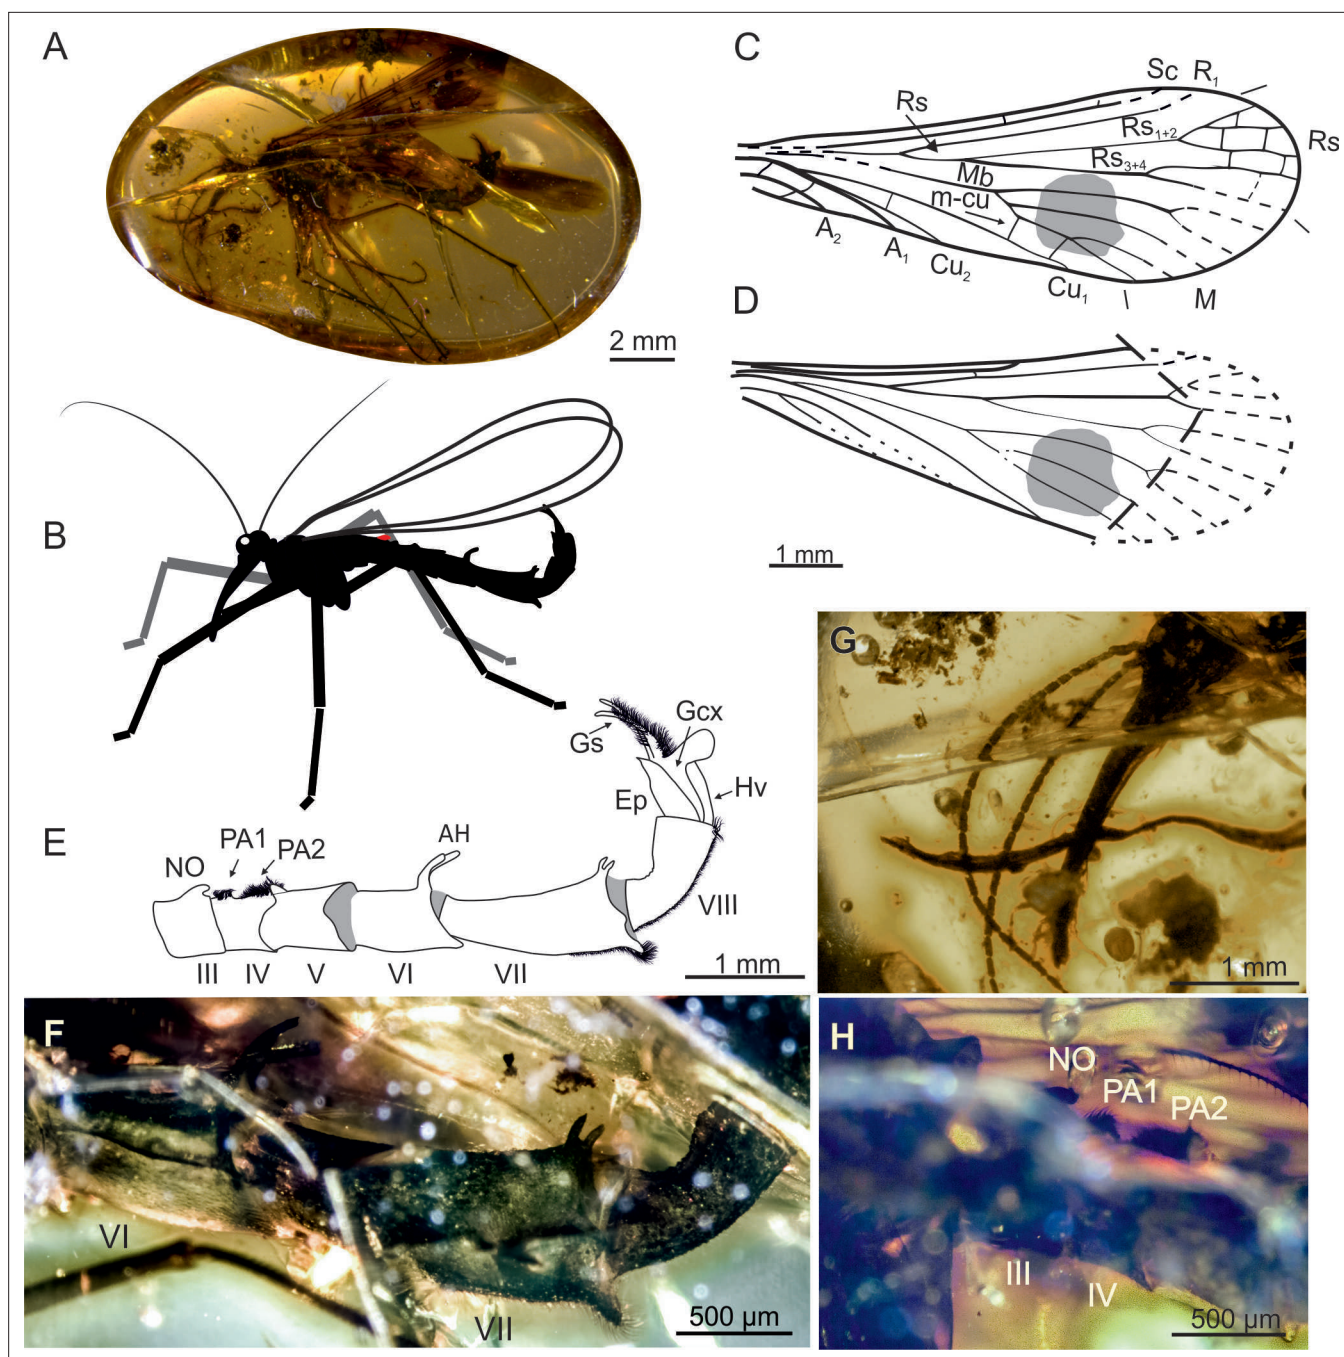 A
2 mm
B
C
Sc R1
Rs
Rs1+2
Rs3+4
Rs
Mb
m-cu
A2
A1
Cu2
Cu1
M
D
1 mm
E
NO
PA1
PA2
AH
Gs
Gcx
Ep
Hv
III IV V VI VII
VIII
1 mm
F
VI
VII
500 µm
G
1 mm
H
NO
PA1
PA2
III
IV
500 µm